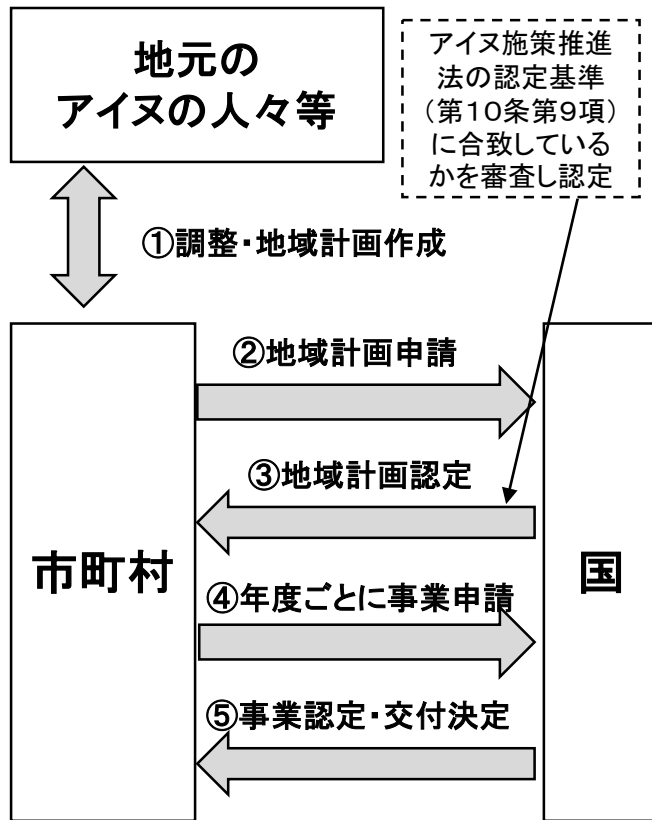 地元の
アイヌの人々等
アイヌ施策推進
法の認定基準
(第10条第9項)
に合致している
かを審査し認定
①調整・地域計画作成
②地域計画申請
③地域計画認定
市町村
国
④年度ごとに事業申請
⑤事業認定・交付決定